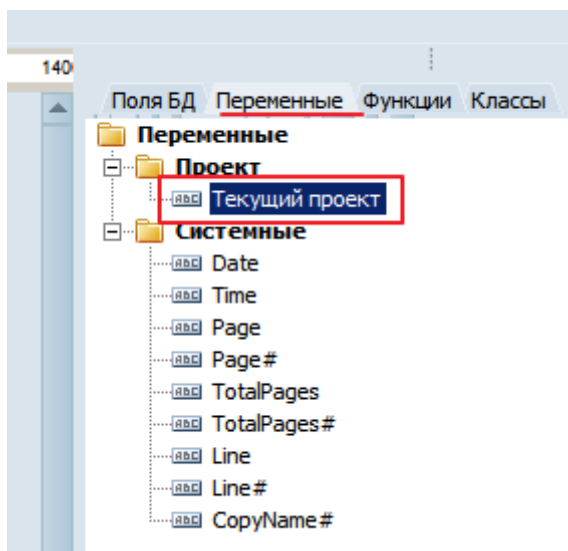 140
Поля БД Переменные Функции Классы
Переменные
Проект
Текущий проект
Системные
Date
Time
Page
Page#
TotalPages
TotalPages#
Line
Line#
CopyName#